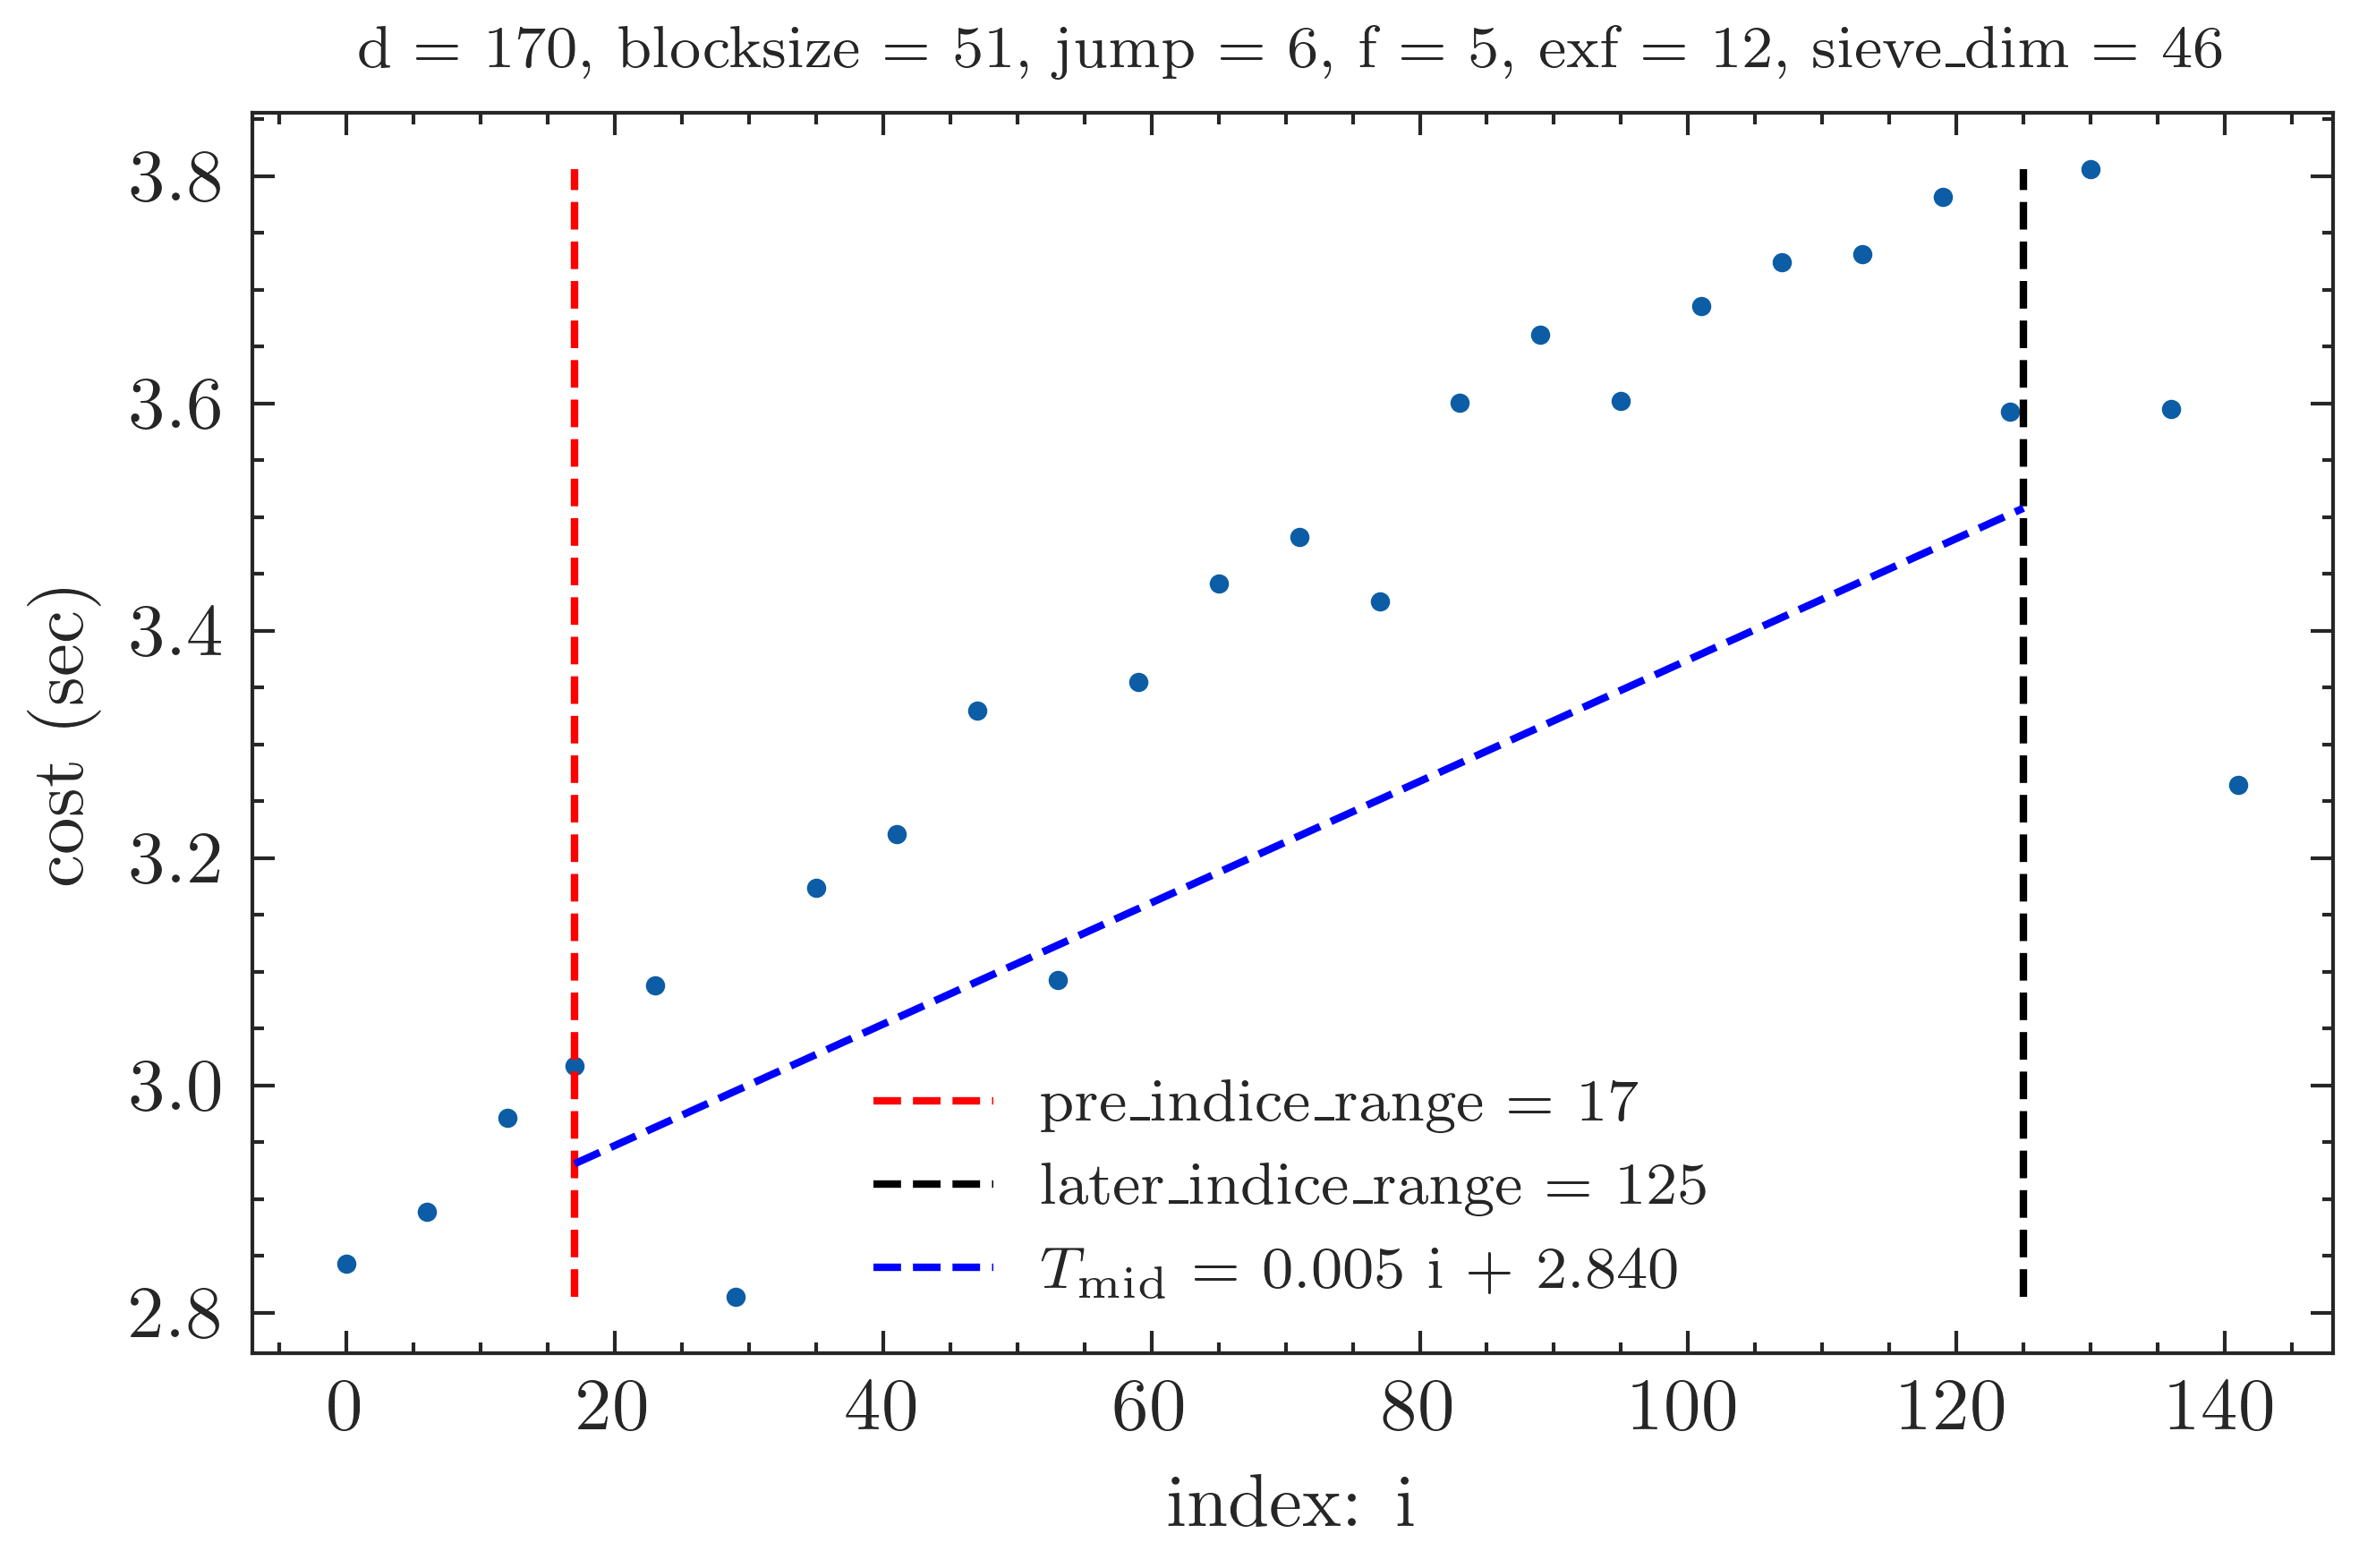 d = 170, blocksize = 51, jump = 6, f = 5, exf = 12, sieve_dim = 46
cost (sec)
3.8
3.6
3.4
3.2
3.0
2.8
pre_indice_range = 17
later_indice_range = 125
T_mid = 0.005 i + 2.840
0 20 40 60 80 100 120 140
index: i